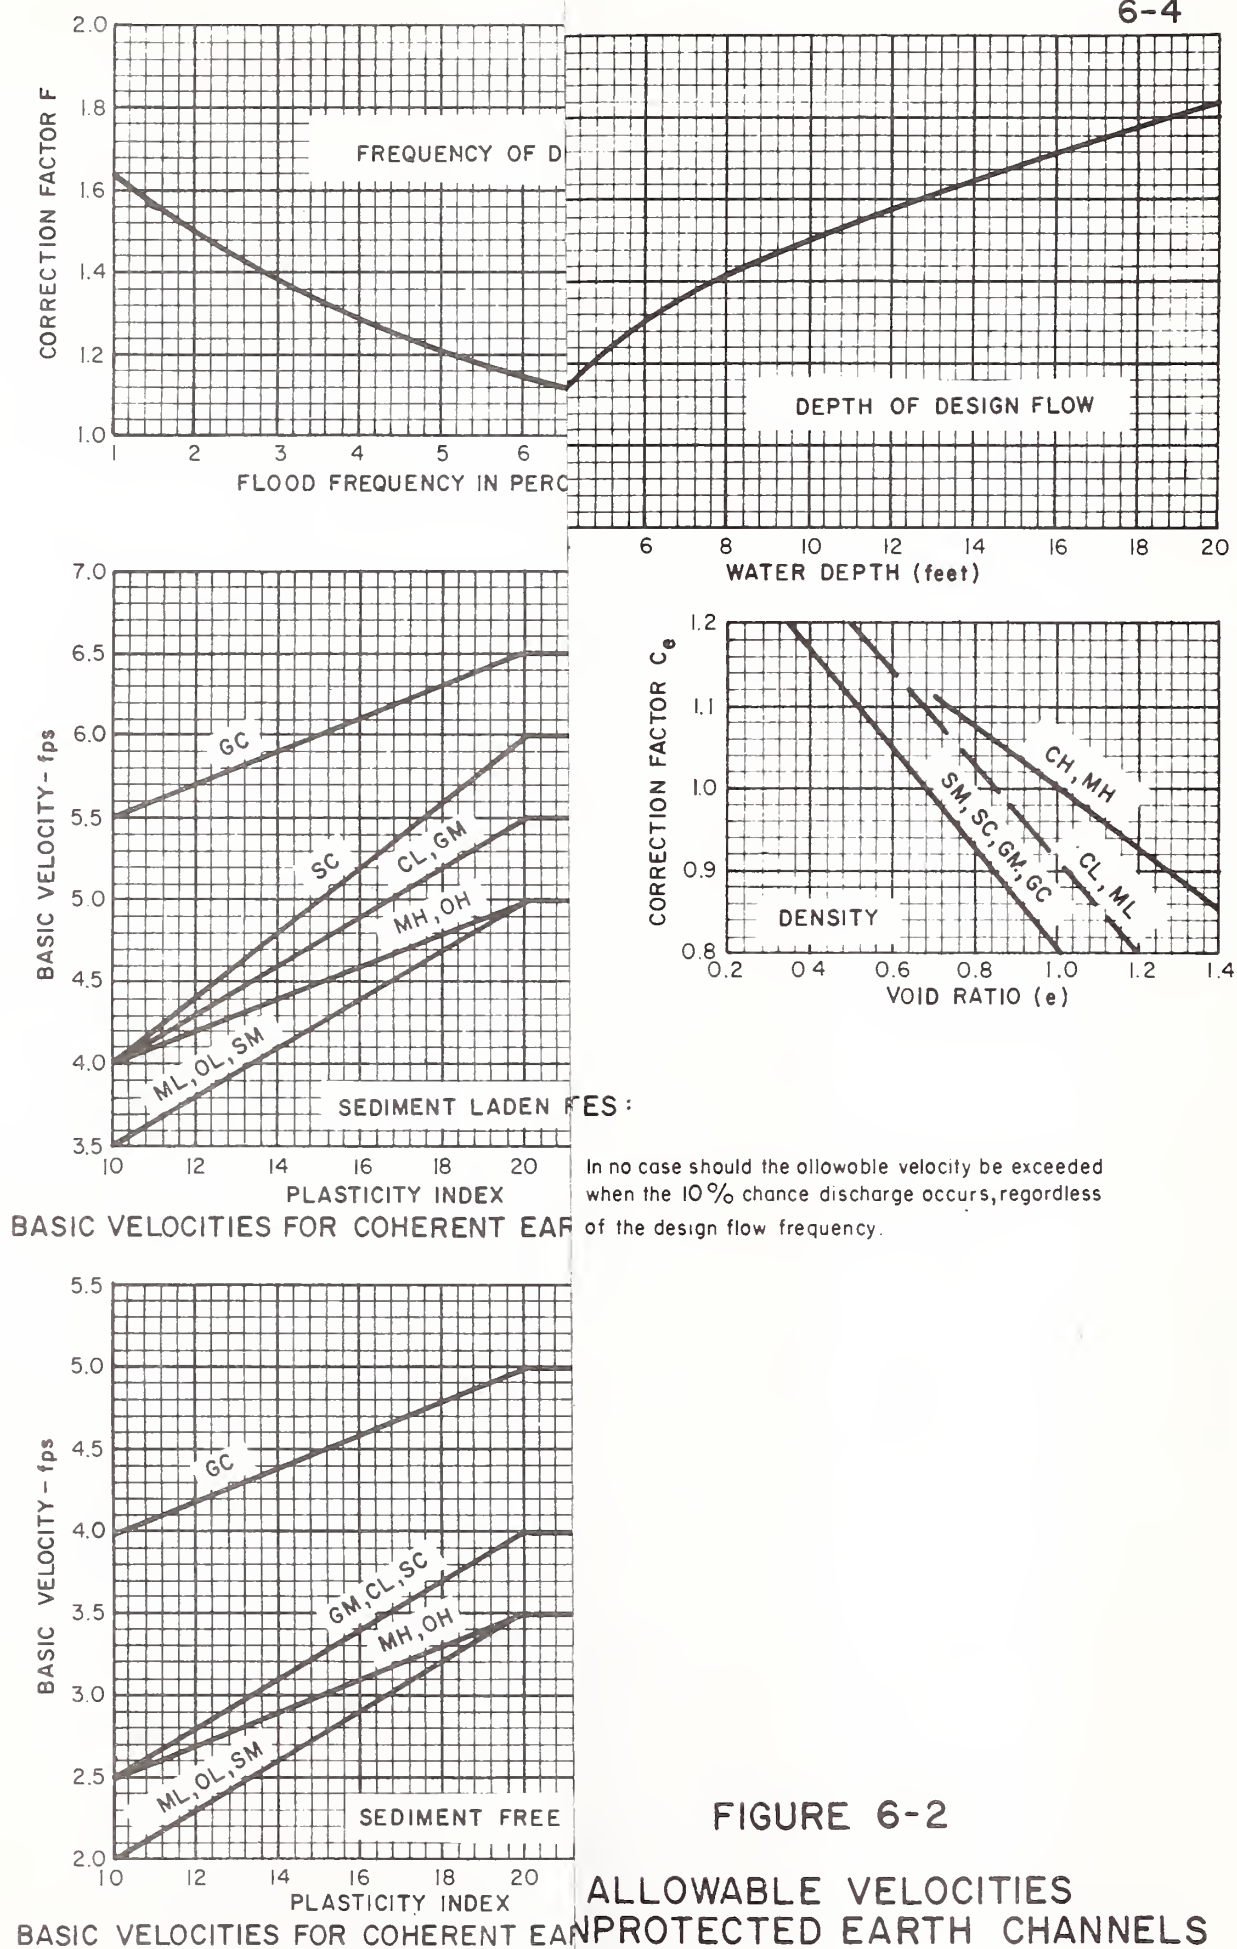 6-4
2.0
1.8
1.6
1.4
1.2
1.0
CORRECTION FACTOR F
FREQUENCY OF D
1 2 3 4 5 6
FLOOD FREQUENCY IN PERC
DEPTH OF DESIGN FLOW
6 8 10 12 14 16 18 20
WATER DEPTH (feet)
7.0
6.5
6.0
5.5
5.0
4.5
4.0
3.5
BASIC VELOCITY - fps
GC
SC
CL, GM
MH, OH
ML, OL, SM
SEDIMENT LADEN
10 12 14 16 18 20
PLASTICITY INDEX
BASIC VELOCITIES FOR COHERENT EAR
1.2
1.1
1.0
0.9
0.8
CORRECTION FACTOR Ce
CH, MH
SM, SC, GM, GC
CL, ML
DENSITY
0.2 0 4 0.6 0.8 1.0 1.2 1.4
VOID RATIO (e)
ES:
In no case should the allowable velocity be exceeded
when the 10% chance discharge occurs, regardless
of the design flow frequency.
5.5
5.0
4.5
4.0
3.5
3.0
2.5
2.0
BASIC VELOCITY - fps
GC
GM, CL, SC
MH, OH
ML, OL, SM
SEDIMENT FREE
10 12 14 16 18 20
PLASTICITY INDEX
BASIC VELOCITIES FOR COHERENT EA
FIGURE 6-2
ALLOWABLE VELOCITIES
NPROTECTED EARTH CHANNELS